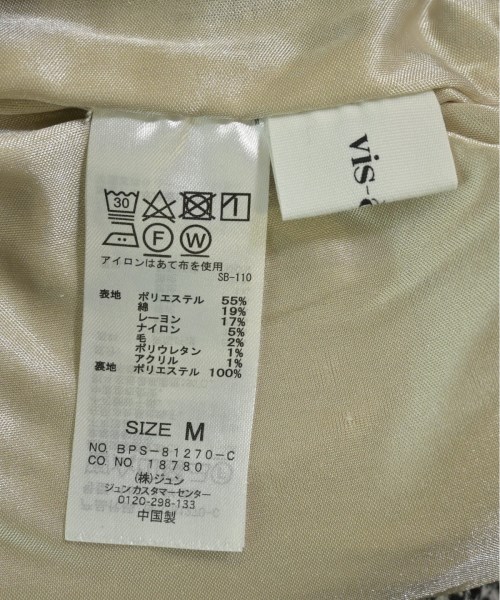 vis-
30
F W
アイロンはあて布を使用
SB-110
表地 ポリエステル 55%
綿 19%
レーヨン 17%
ナイロン 5%
毛 2%
ポリウレタン 1%
アクリル 1%
裏地 ポリエステル 100%
SIZE M
NO. BPS-81270-C
CO. NO. 18780
(株)ジュン
ジュンカスタマーセンター
0120-298-133
中国製